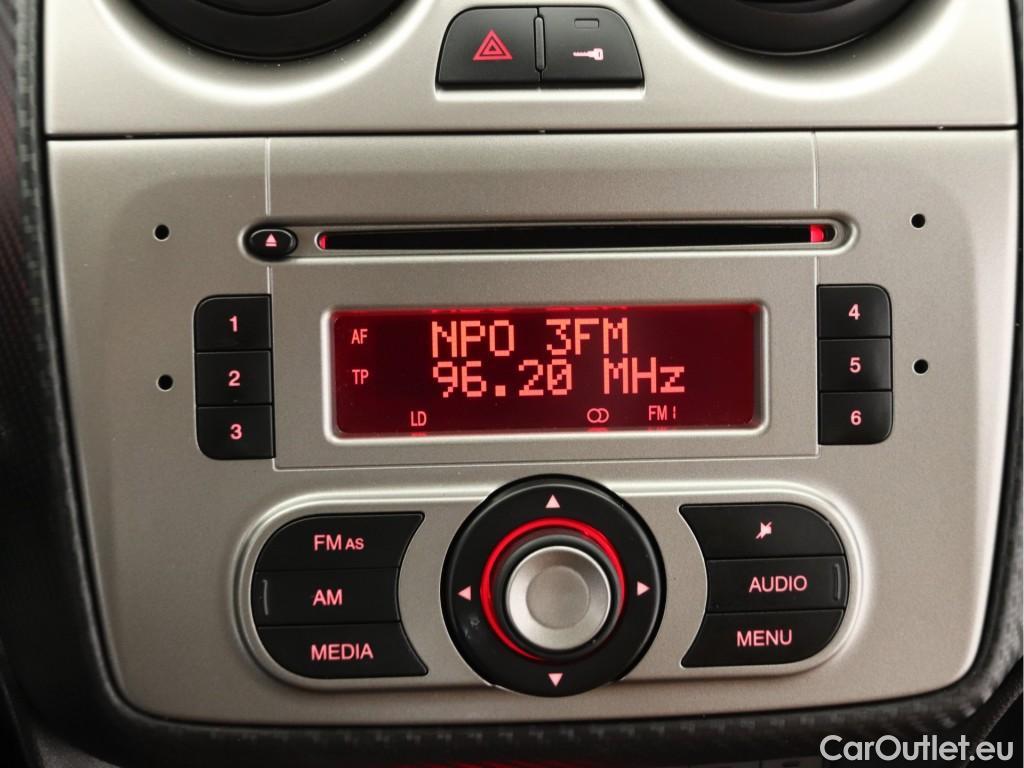 AF
NPO 3FM
TP
96.20 MHz
LD
FM1
1
2
3
4
5
6
FM AS
AM
MEDIA
AUDIO
MENU
CarOutlet.eu